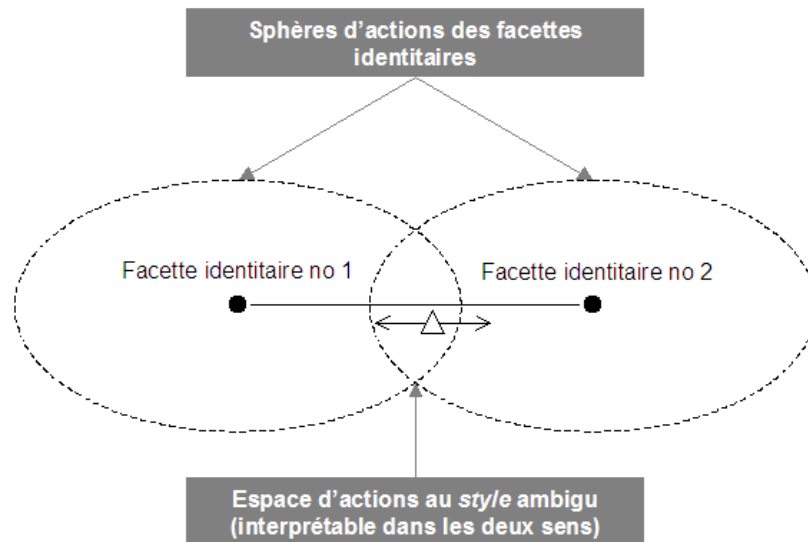 Sphères d'actions des facettes
identitaires
Facette identitaire no 1
Facette identitaire no 2
Espace d'actions au style ambigu
(interprétable dans les deux sens)